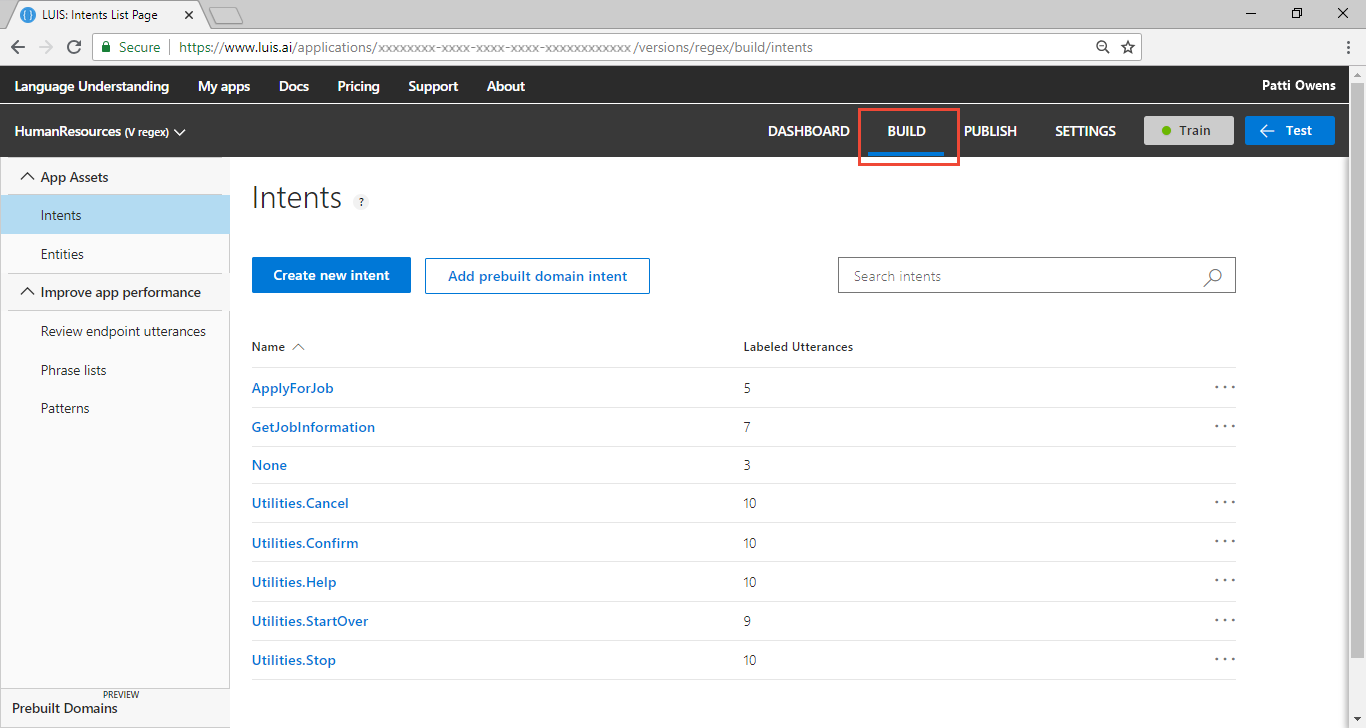 LUIS: Intents List Page
Secure https://www.luis.ai/applications/xxxxxxxx-xxxx-xxxx-xxxx-xxxxxxxxxxxx/versions/regex/build/intents
Language Understanding My apps Docs Pricing Support About Patti Owens
HumanResources (V regex) DASHBOARD BUILD PUBLISH SETTINGS Train Test
App Assets
Intents
Entities
Improve app performance
Review endpoint utterances
Phrase lists
Patterns
PREVIEW
Prebuilt Domains
Intents ?
Create new intent Add prebuilt domain intent Search intents
Name Labeled Utterances
ApplyForJob 5 ...
GetJobInformation 7 ...
None 3
Utilities.Cancel 10 ...
Utilities.Confirm 10 ...
Utilities.Help 10 ...
Utilities.StartOver 9 ...
Utilities.Stop 10 ...